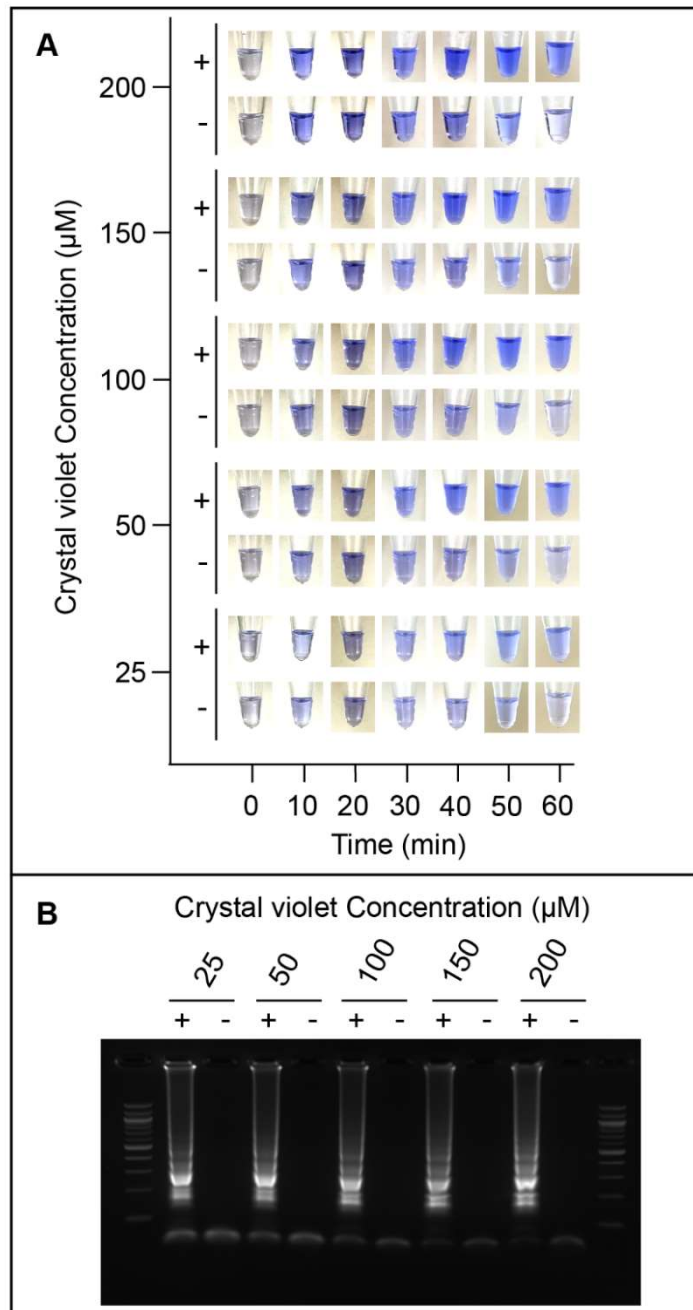 A
Crystal violet Concentration (µM)
200
+
-
150
+
-
100
+
-
50
+
-
25
+
-
0 10 20 30 40 50 60
Time (min)
B
Crystal violet Concentration (µM)
25 50 100 150 200
+ - + - + - + - + -